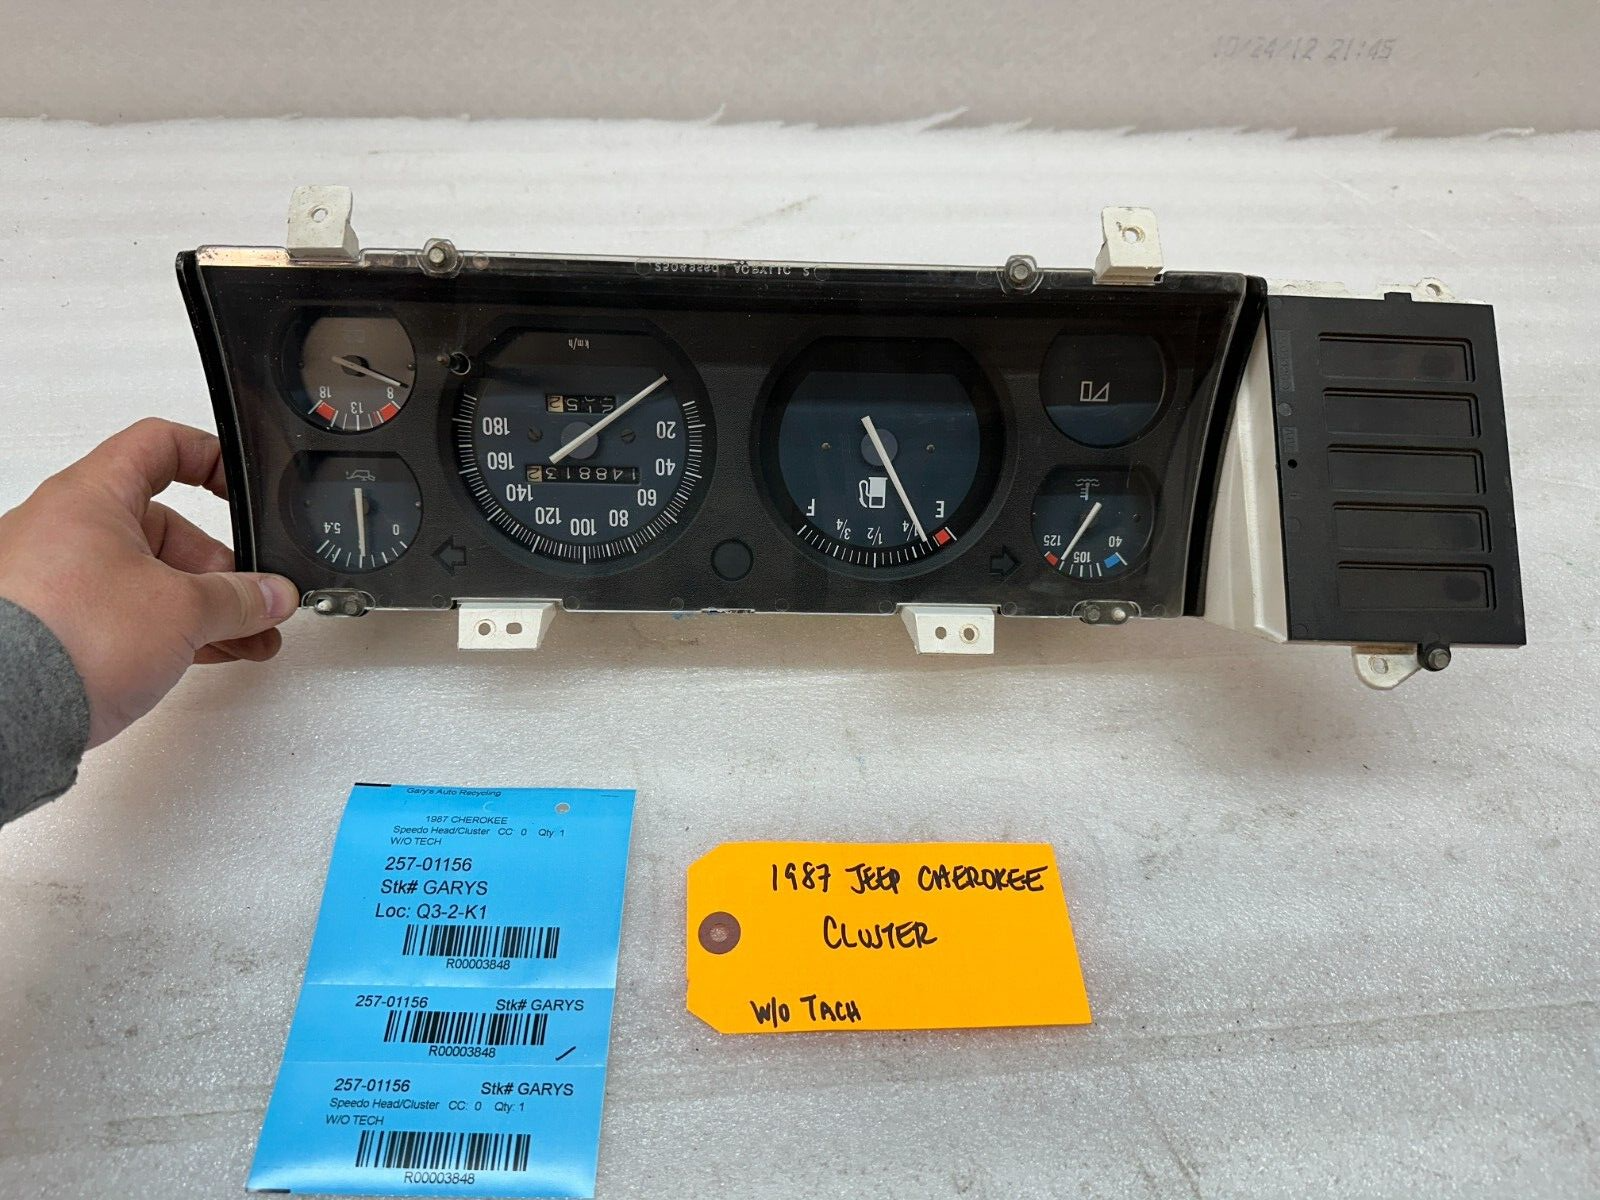 10/24/12 21:45
ACRYLIC
8
13
18
km/h
20
40
60
80
100
120
140
160
180
148813
0
5.4
E
1/4
1/2
3/4
F
40
105
125
Gary's Auto Recycling
1987 CHEROKEE
Speedo Head/Cluster CC 0 Qty 1
W/O TECH
257-01156
Stk# GARYS
Loc: Q3-2-K1
R00003848
257-01156 Stk# GARYS
R00003848
257-01156 Stk# GARYS
Speedo Head/Cluster CC: 0 Qty: 1
W/O TECH
R00003848
1987 JEEP CHEROKEE
CLUSTER
W/O TACH